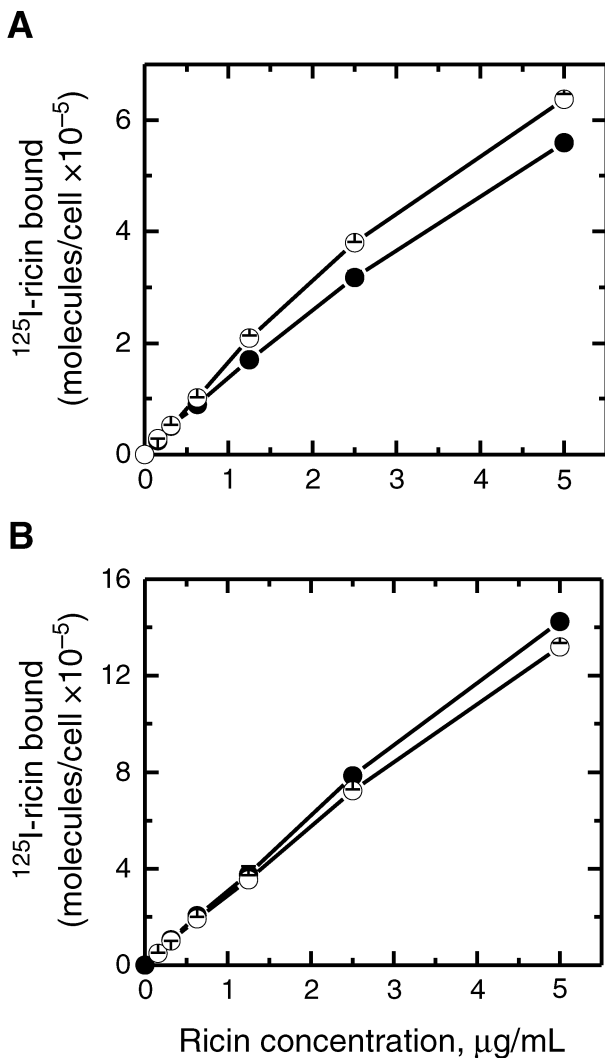 A
¹²⁵I-ricin bound
(molecules/cell ×10⁻⁵)
6
4
2
0
0 1 2 3 4 5
B
¹²⁵I-ricin bound
(molecules/cell ×10⁻⁵)
16
12
8
4
0
0 1 2 3 4 5
Ricin concentration, μg/mL